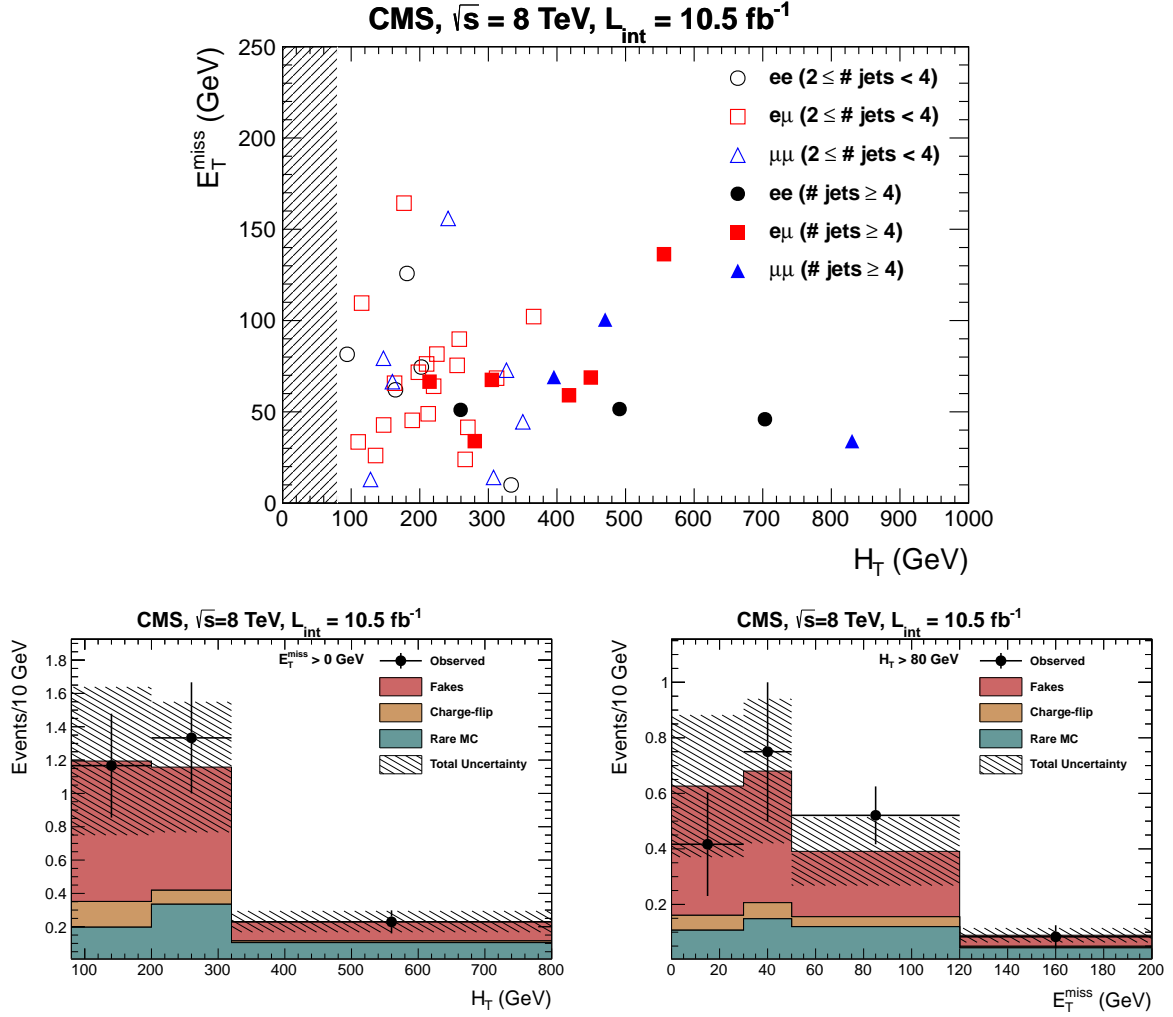 CMS, √s = 8 TeV, L_int = 10.5 fb⁻¹
E_T^miss (GeV)
250
200
150
100
50
0
ee (2 ≤ # jets < 4)
eμ (2 ≤ # jets < 4)
μμ (2 ≤ # jets < 4)
ee (# jets ≥ 4)
eμ (# jets ≥ 4)
μμ (# jets ≥ 4)
0 100 200 300 400 500 600 700 800 900 1000
H_T (GeV)
CMS, √s=8 TeV, L_int = 10.5 fb⁻¹
Events/10 GeV
1.8
1.6
1.4
1.2
1
0.8
0.6
0.4
0.2
E_T^miss > 0 GeV
Observed
Fakes
Charge-flip
Rare MC
Total Uncertainty
100 200 300 400 500 600 700 800
H_T (GeV)
CMS, √s=8 TeV, L_int = 10.5 fb⁻¹
Events/10 GeV
1
0.8
0.6
0.4
0.2
H_T > 80 GeV
Observed
Fakes
Charge-flip
Rare MC
Total Uncertainty
0 20 40 60 80 100 120 140 160 180 200
E_T^miss (GeV)